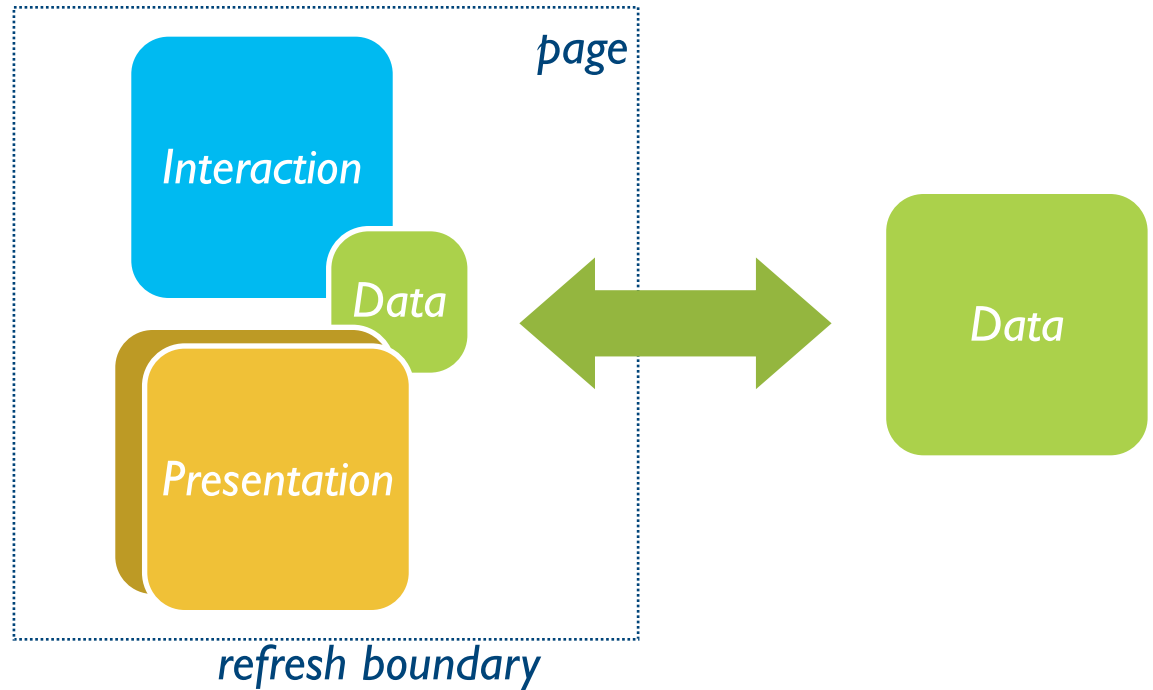 page
Interaction
Data
Data
Presentation
refresh boundary